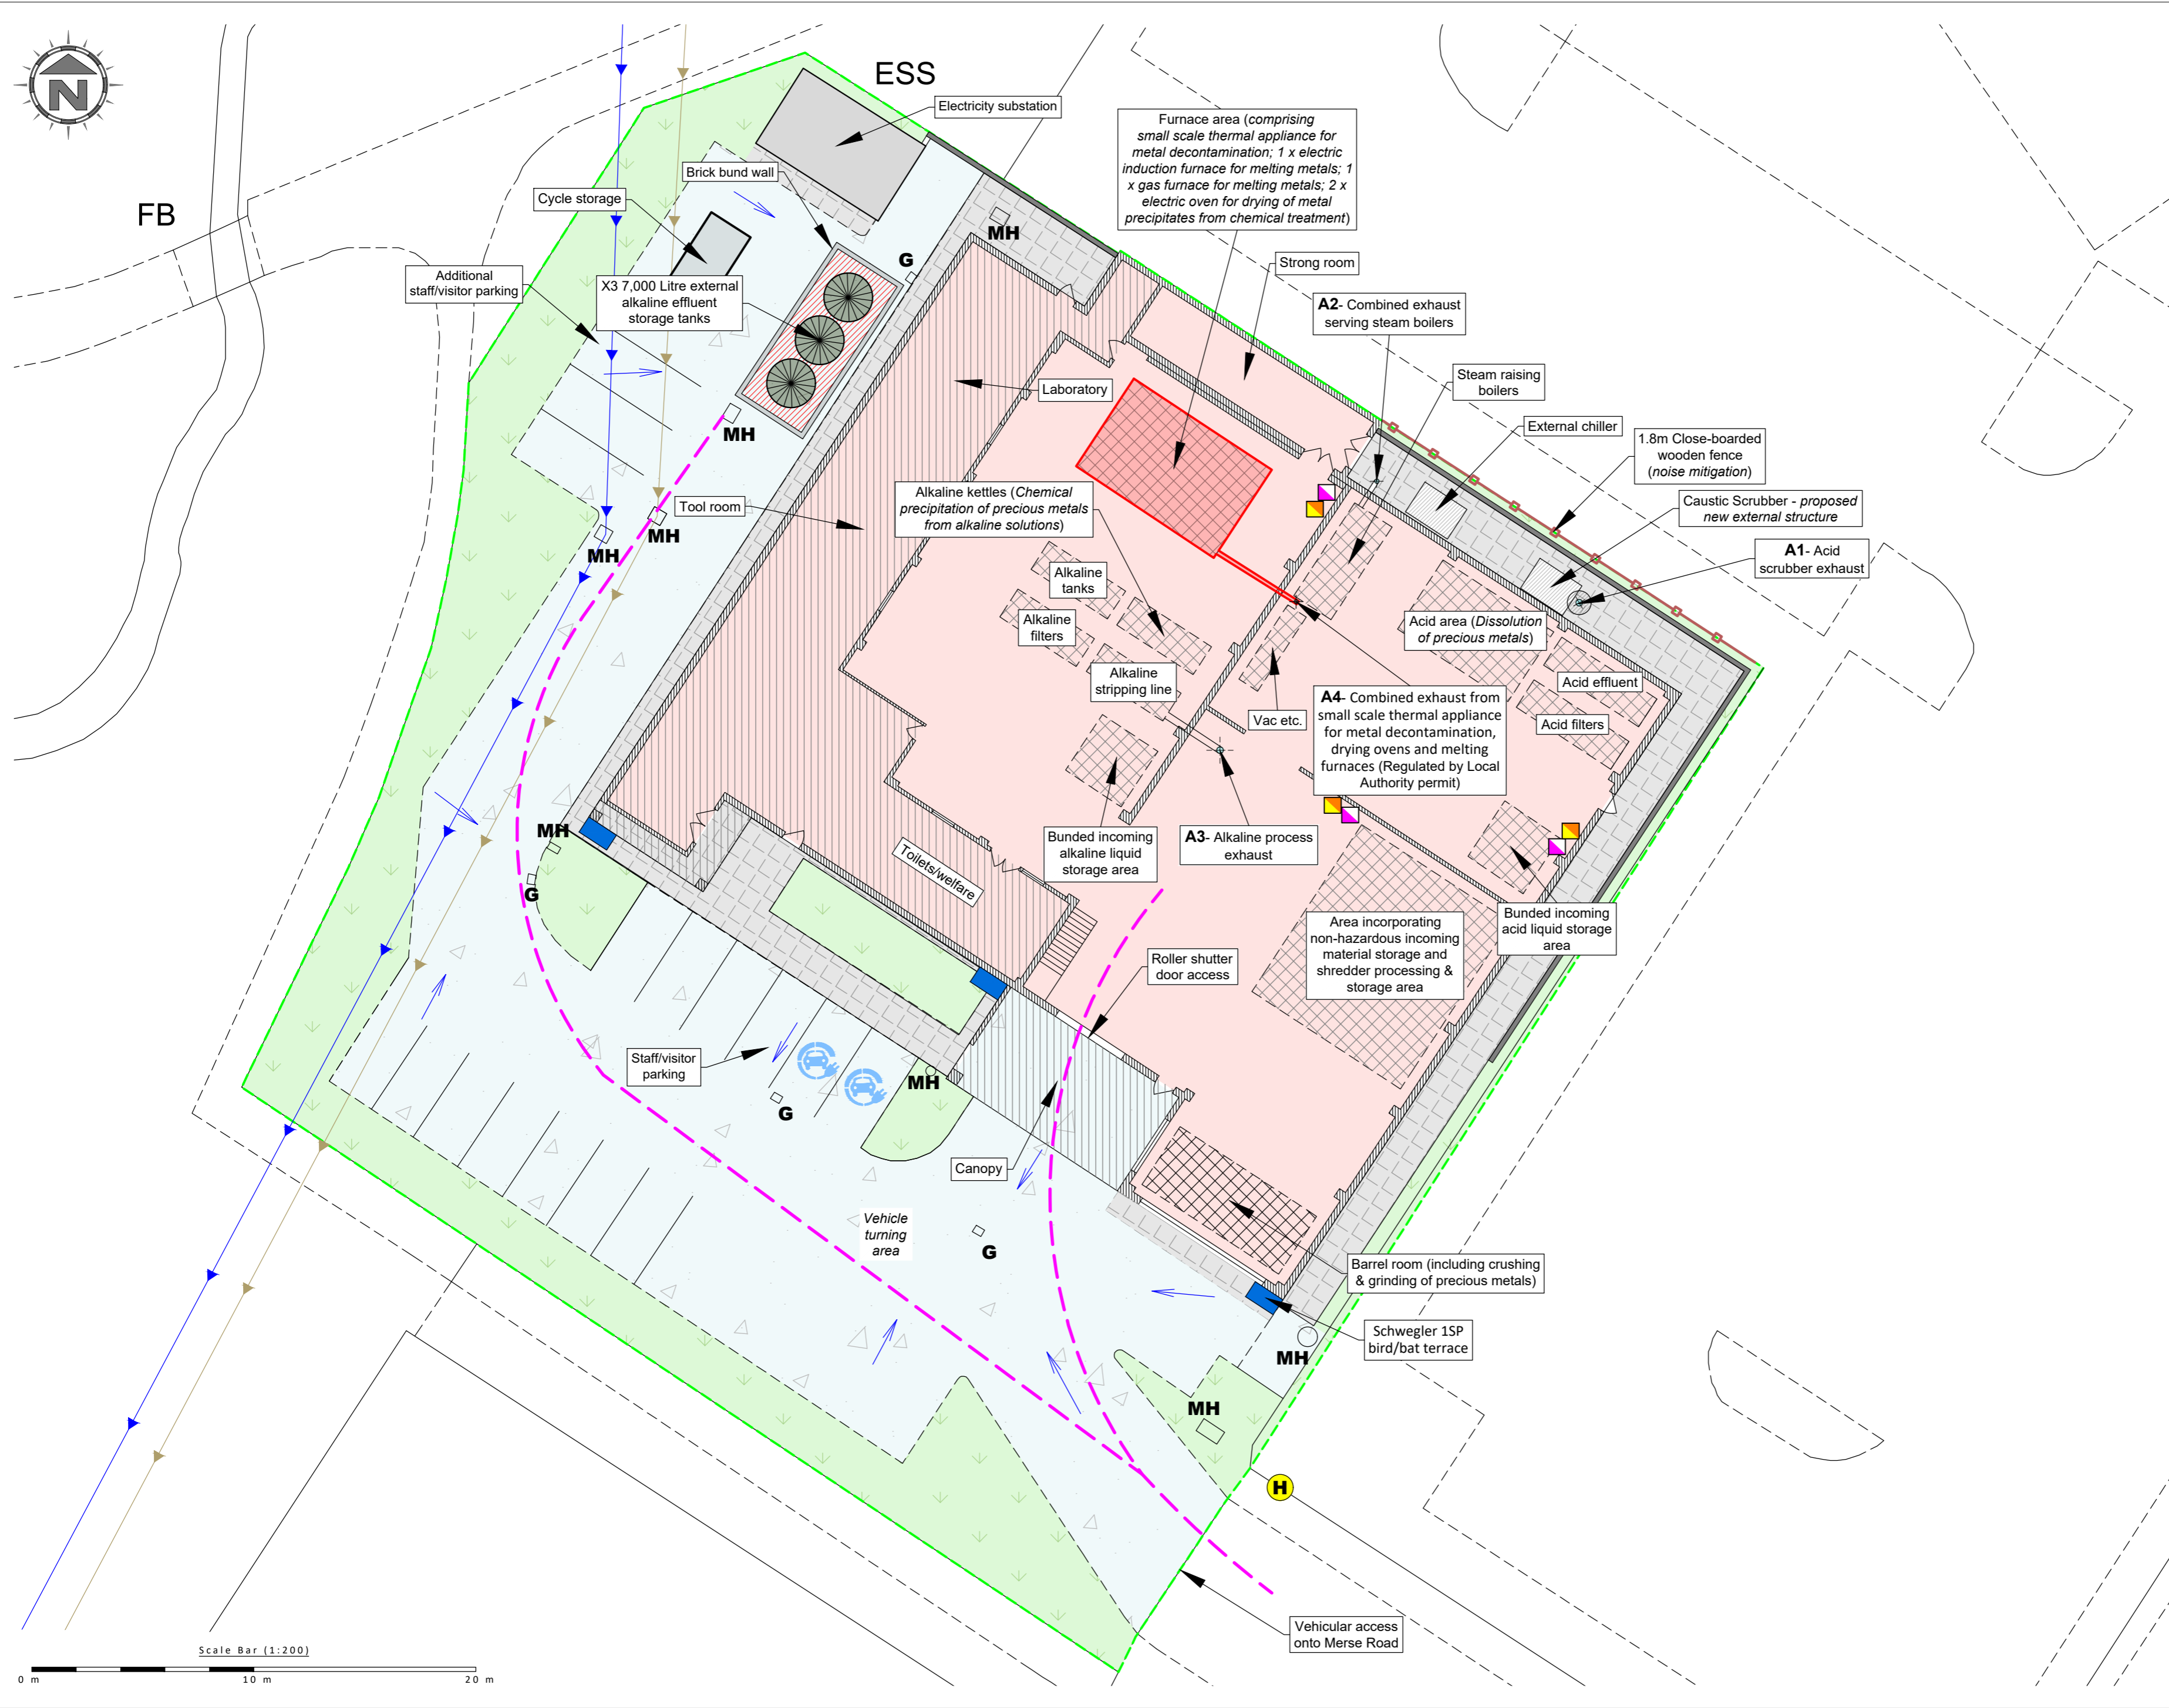 N
ESS
Electricity substation
Furnace area (comprising
small scale thermal appliance for
metal decontamination; 1 x electric
induction furnace for melting metals; 1
x gas furnace for melting metals; 2 x
electric oven for drying of metal
precipitates from chemical treatment)
Brick bund wall
Cycle storage
FB
MH
G
Strong room
Additional
staff/visitor parking
X3 7,000 Litre external
alkaline effluent
storage tanks
A2- Combined exhaust
serving steam boilers
Steam raising
boilers
Laboratory
External chiller
1.8m Close-boarded
wooden fence
(noise mitigation)
MH
Tool room
Alkaline kettles (Chemical
precipitation of precious metals
from alkaline solutions)
Caustic Scrubber - proposed
new external structure
MH
MH
A1- Acid
scrubber exhaust
Alkaline
tanks
Alkaline
filters
Acid area (Dissolution
of precious metals)
Alkaline
stripping line
Acid effluent
Vac etc.
A4- Combined exhaust from
small scale thermal appliance
for metal decontamination,
drying ovens and melting
furnaces (Regulated by Local
Authority permit)
Acid filters
MH
Toilets/welfare
Bunded incoming
alkaline liquid
storage area
A3- Alkaline process
exhaust
G
Area incorporating
non-hazardous incoming
material storage and
shredder processing &
storage area
Bunded incoming
acid liquid storage
area
Roller shutter
door access
Staff/visitor
parking
MH
G
Canopy
Vehicle
turning
area
G
Barrel room (including crushing
& grinding of precious metals)
Schwegler 1SP
bird/bat terrace
MH
MH
H
Vehicular access
onto Merse Road
Scale Bar (1:200)
0 m
10 m
20 m